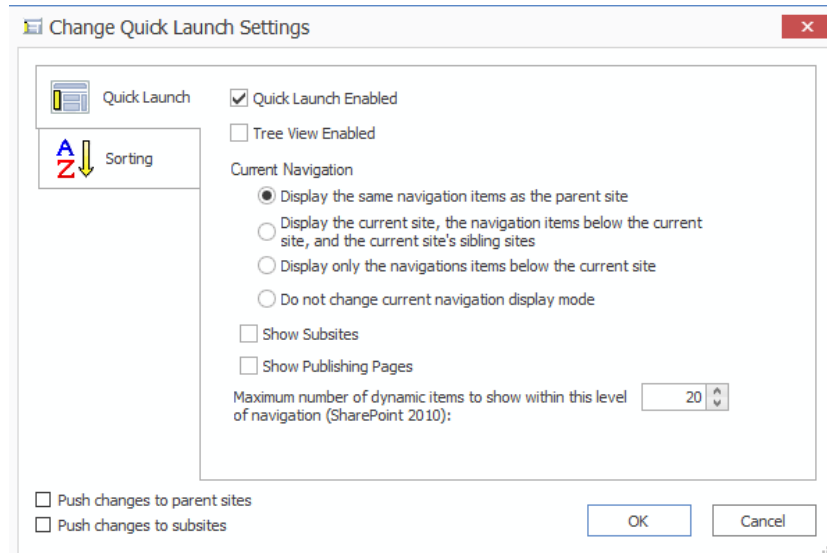 Change Quick Launch Settings
Quick Launch
Quick Launch Enabled
Tree View Enabled
A
Z
Sorting
Current Navigation
Display the same navigation items as the parent site
Display the current site, the navigation items below the current
site, and the current site's sibling sites
Display only the navigations items below the current site
Do not change current navigation display mode
Show Subsites
Show Publishing Pages
Maximum number of dynamic items to show within this level
of navigation (SharePoint 2010):
20
Push changes to parent sites
Push changes to subsites
OK
Cancel